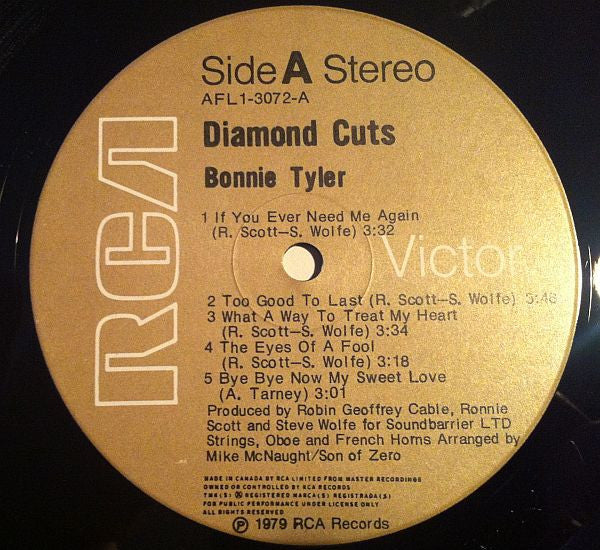 Side A Stereo
AFL1-3072-A
Diamond Cuts
Bonnie Tyler
1 If You Ever Need Me Again
(R. Scott—S. Wolfe) 3:32
RCA
Victor
2 Too Good To Last (R. Scott—S. Wolfe) 3:46
3 What A Way To Treat My Heart
(R. Scott—S. Wolfe) 3:34
4 The Eyes Of A Fool
(R. Scott—S. Wolfe) 3:18
5 Bye Bye Now My Sweet Love
(A. Tarney) 3:01
Produced by Robin Geoffrey Cable, Ronnie
Scott and Steve Wolfe for Soundbarrier LTD
Strings, Oboe and French Horns Arranged by
Mike McNaught/Son of Zero
MADE IN CANADA BY RCA LIMITED FROM MASTER RECORDINGS
OWNED OR CONTROLLED BY RCA RECORDS
TMK(S) ® REGISTERED MARCA(S) REGISTRADA(S)
FOR PUBLIC PERFORMANCE UNDER LICENSE ONLY
ALL RIGHTS RESERVED
℗ 1979 RCA Records